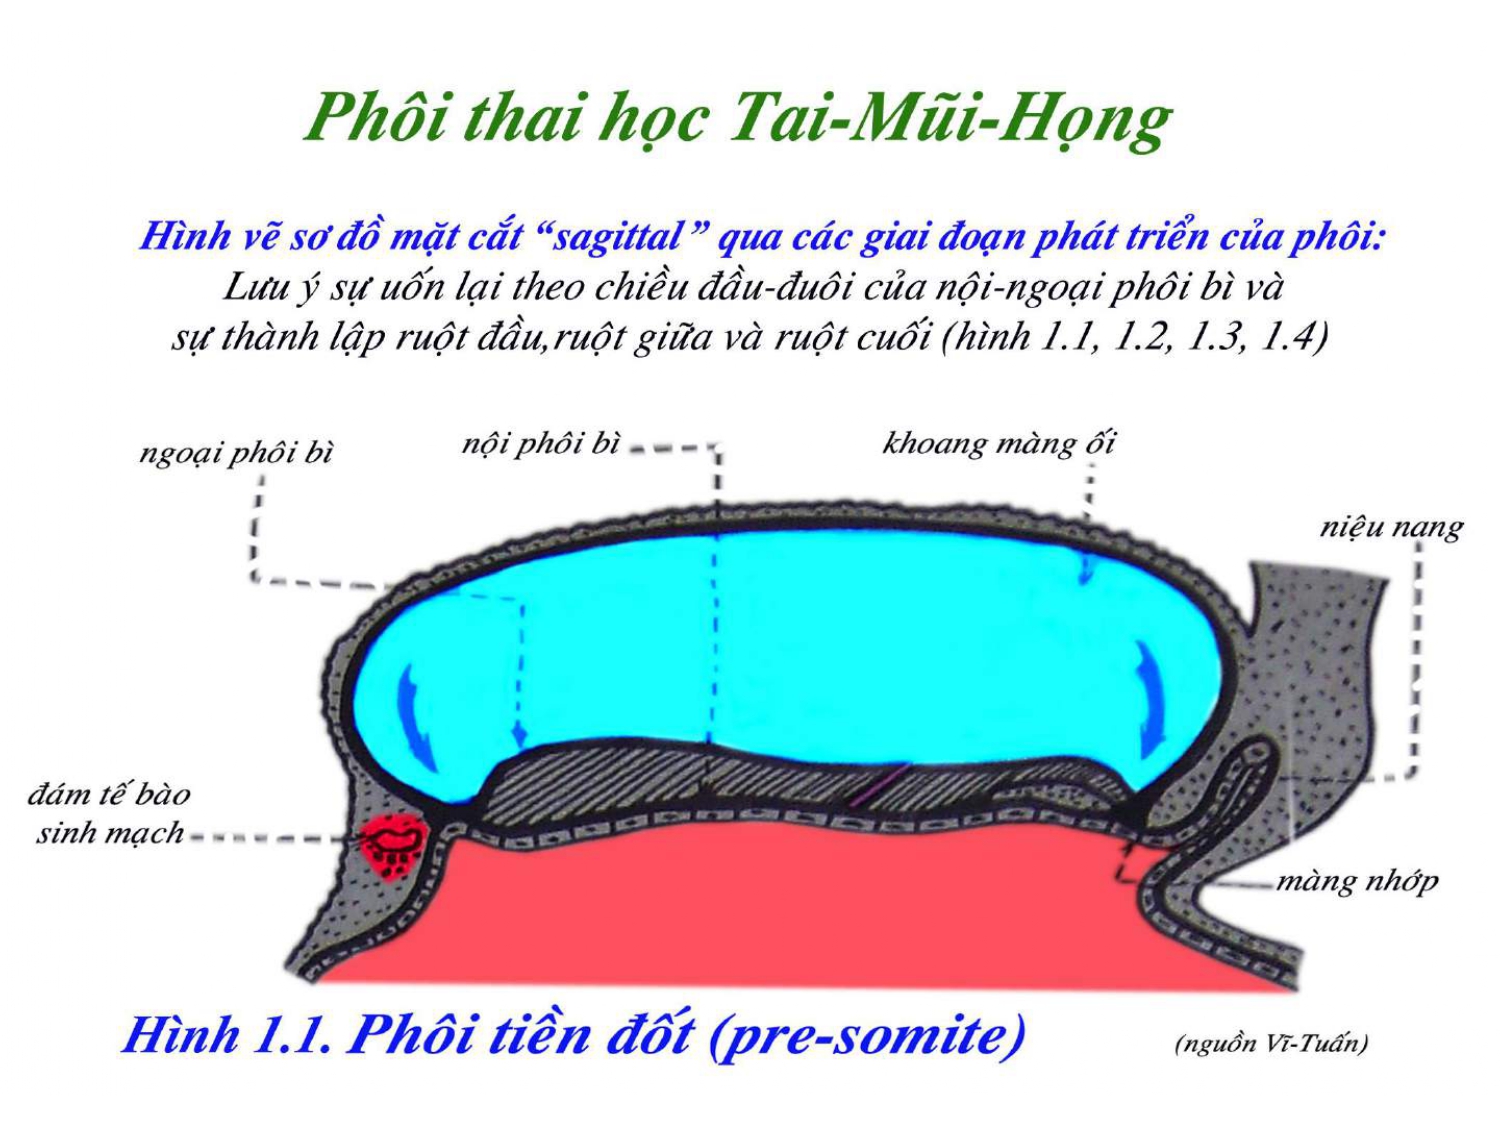 Phôi thai học Tai-Mũi-Họng
Hình vẽ sơ đồ mặt cắt “sagittal” qua các giai đoạn phát triển của phôi:
Lưu ý sự uốn lại theo chiều đầu-đuôi của nội-ngoại phôi bì và
sự thành lập ruột đầu,ruột giữa và ruột cuối (hình 1.1, 1.2, 1.3, 1.4)
ngoại phôi bì
nội phôi bì
khoang màng ối
niệu nang
đám tế bào
sinh mạch
màng nhớp
Hình 1.1. Phôi tiền đốt (pre-somite)
(nguồn Vĩ-Tuấn)